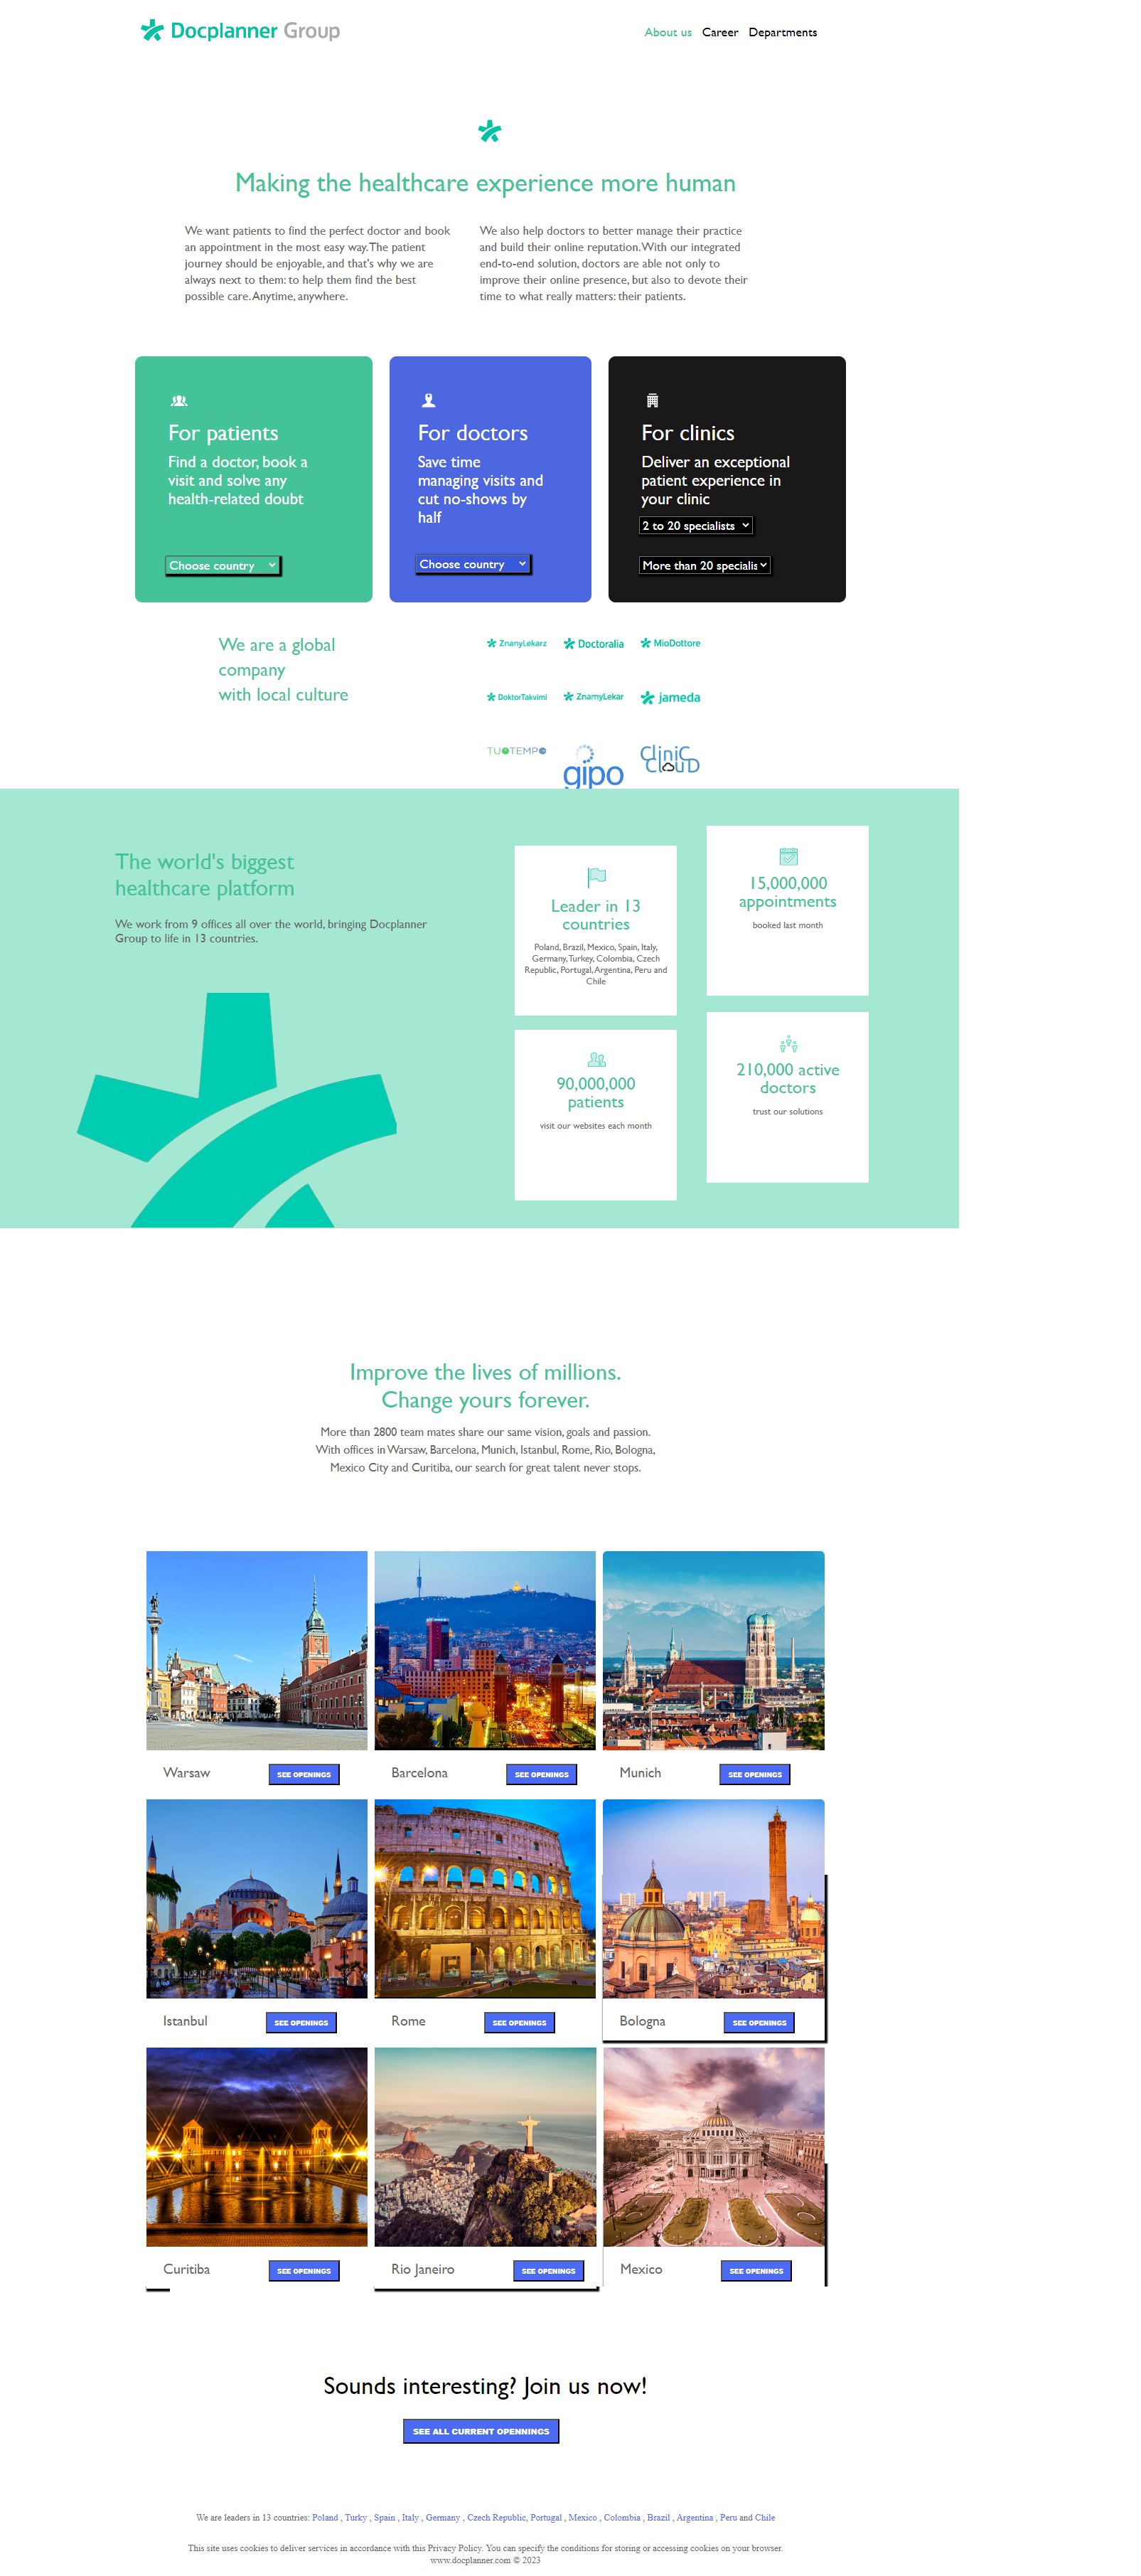 Docplanner Group
About us Career Departments
Making the healthcare experience more human
We want patients to find the perfect doctor and book
an appointment in the most easy way. The patient
journey should be enjoyable, and that's why we are
always next to them: to help them find the best
possible care. Anytime, anywhere.
We also help doctors to better manage their practice
and build their online reputation. With our integrated
end-to-end solution, doctors are able not only to
improve their online presence, but also to devote their
time to what really matters: their patients.
For patients
Find a doctor, book a
visit and solve any
health-related doubt
Choose country
For doctors
Save time
managing visits and
cut no-shows by
half
Choose country
For clinics
Deliver an exceptional
patient experience in
your clinic
2 to 20 specialists
More than 20 specialis
We are a global
company
with local culture
ZnanyLekarz Doctoralia MioDottore
DoktorTakvimi ZnamyLekar jameda
TUOTEMPO gipo CliniC CLOUD
The world's biggest
healthcare platform
We work from 9 offices all over the world, bringing Docplanner
Group to life in 13 countries.
Leader in 13
countries
Poland, Brazil, Mexico, Spain, Italy,
Germany, Turkey, Colombia, Czech
Republic, Portugal, Argentina, Peru and
Chile
15,000,000
appointments
booked last month
90,000,000
patients
visit our websites each month
210,000 active
doctors
trust our solutions
Improve the lives of millions.
Change yours forever.
More than 2800 team mates share our same vision, goals and passion.
With offices in Warsaw, Barcelona, Munich, Istanbul, Rome, Rio, Bologna,
Mexico City and Curitiba, our search for great talent never stops.
Warsaw SEE OPENINGS
Barcelona SEE OPENINGS
Munich SEE OPENINGS
Istanbul SEE OPENINGS
Rome SEE OPENINGS
Bologna SEE OPENINGS
Curitiba SEE OPENINGS
Rio Janeiro SEE OPENINGS
Mexico SEE OPENINGS
Sounds interesting? Join us now!
SEE ALL CURRENT OPENNINGS
We are leaders in 13 countries: Poland , Turky , Spain , Italy , Germany , Czech Republic, Portugal , Mexico , Colombia , Brazil , Argentina , Peru and Chile
This site uses cookies to deliver services in accordance with this Privacy Policy. You can specify the conditions for storing or accessing cookies on your browser.
www.docplanner.com © 2023